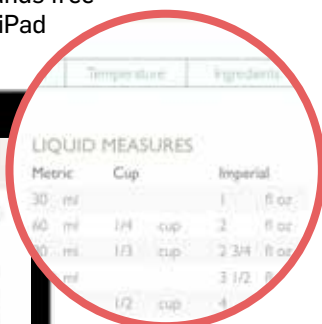 ands free
iPad
Temperature Ingredients
LIQUID MEASURES
Metric Cup Imperial
30 ml 1 fl oz
60 ml 1/4 cup 2 fl oz
ml 1/3 cup 2 3/4 fl oz
ml 3 1/2 fl
1/2 cup 4